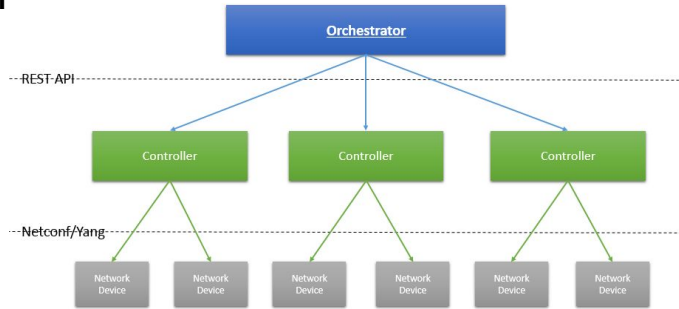 Orchestrator
REST API
Controller
Controller
Controller
Netconf/Yang
Network
Device
Network
Device
Network
Device
Network
Device
Network
Device
Network
Device